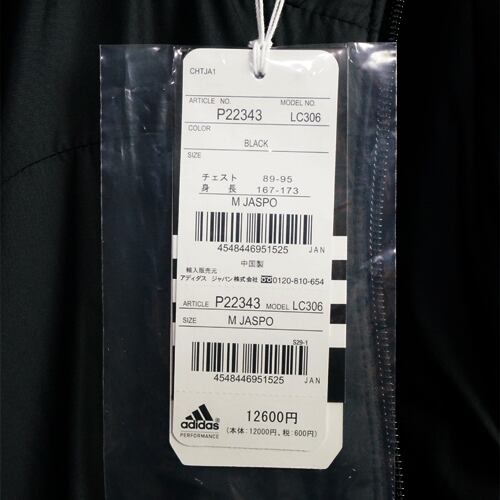 CHTJA1
ARTICLE NO. MODEL NO.
P22343 LC306
COLOR
BLACK
SIZE
チェスト 89-95
身 長 167-173
M JASPO
4548446951525 JAN
中国製
輸入販売元
アディダス ジャパン株式会社 0120-810-654
ARTICLE P22343 MODEL LC306
SIZE M JASPO
S29-1
4548446951525 JAN
adidas
PERFORMANCE
12600円
(本体:12000円、税:600円)